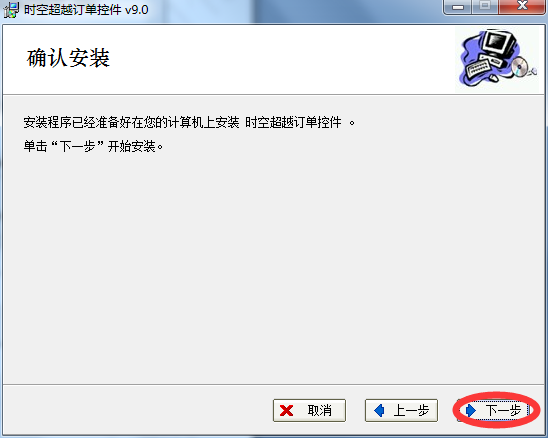 时空超越订单控件 v9.0
确认安装
安装程序已经准备好在您的计算机上安装 时空超越订单控件 。
单击“下一步”开始安装。
取消
上一步
下一步